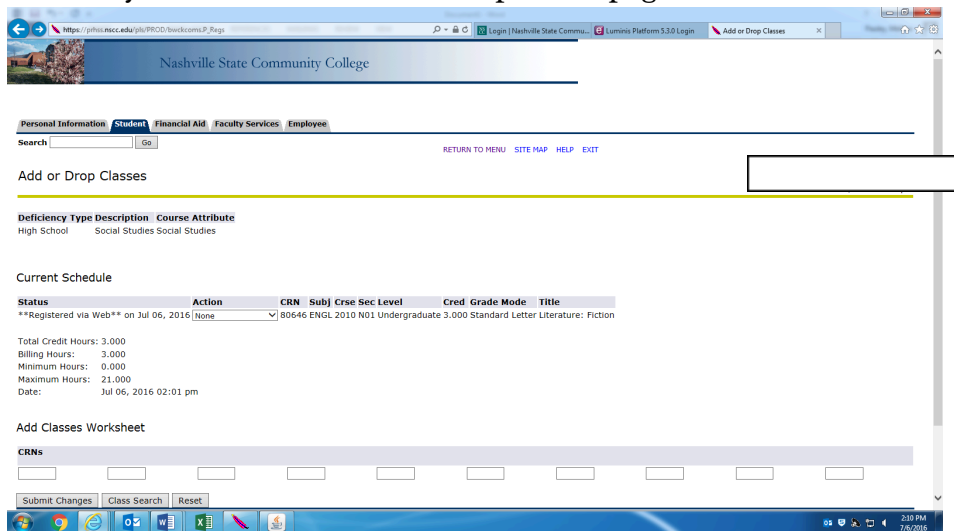 https://prhiss.nscc.edu/pls/PROD/bwckcoms.P_Regs
Login | Nashville State Commu...
Luminis Platform 5.3.0 Login
Add or Drop Classes
Nashville State Community College
Personal Information Student Financial Aid Faculty Services Employee
Search Go
RETURN TO MENU SITE MAP HELP EXIT
Add or Drop Classes
Deficiency Type Description Course Attribute
High School Social Studies Social Studies
Current Schedule
Status Action CRN Subj Crse Sec Level Cred Grade Mode Title
**Registered via Web** on Jul 06, 2016 None 80646 ENGL 2010 N01 Undergraduate 3.000 Standard Letter Literature: Fiction
Total Credit Hours: 3.000
Billing Hours: 3.000
Minimum Hours: 0.000
Maximum Hours: 21.000
Date: Jul 06, 2016 02:01 pm
Add Classes Worksheet
CRNs
Submit Changes Class Search Reset
2:10 PM
7/6/2016